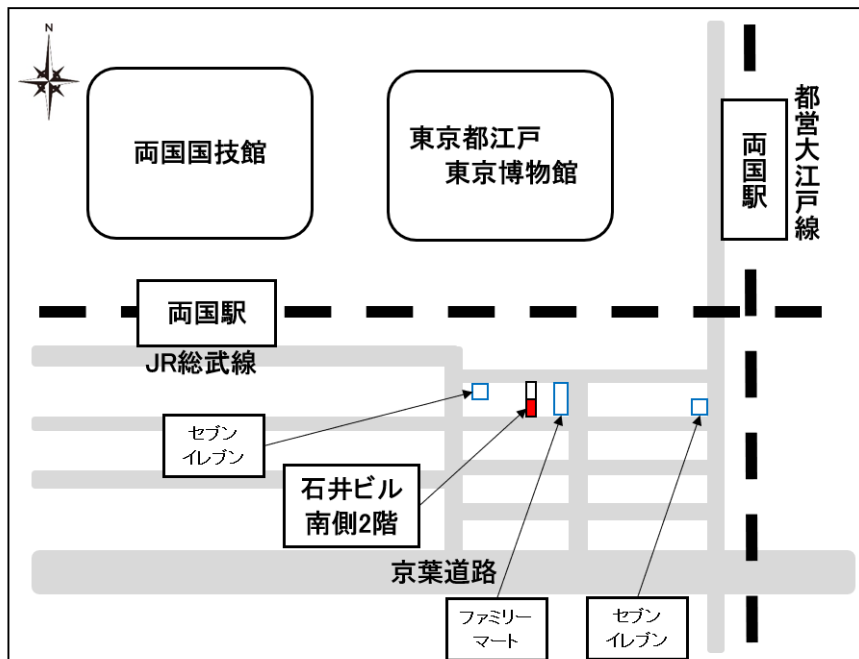 N
両国国技館
東京都江戸
東京博物館
両国駅
都営大江戸線
両国駅
JR総武線
セブン
イレブン
石井ビル
南側2階
京葉道路
ファミリー
マート
セブン
イレブン